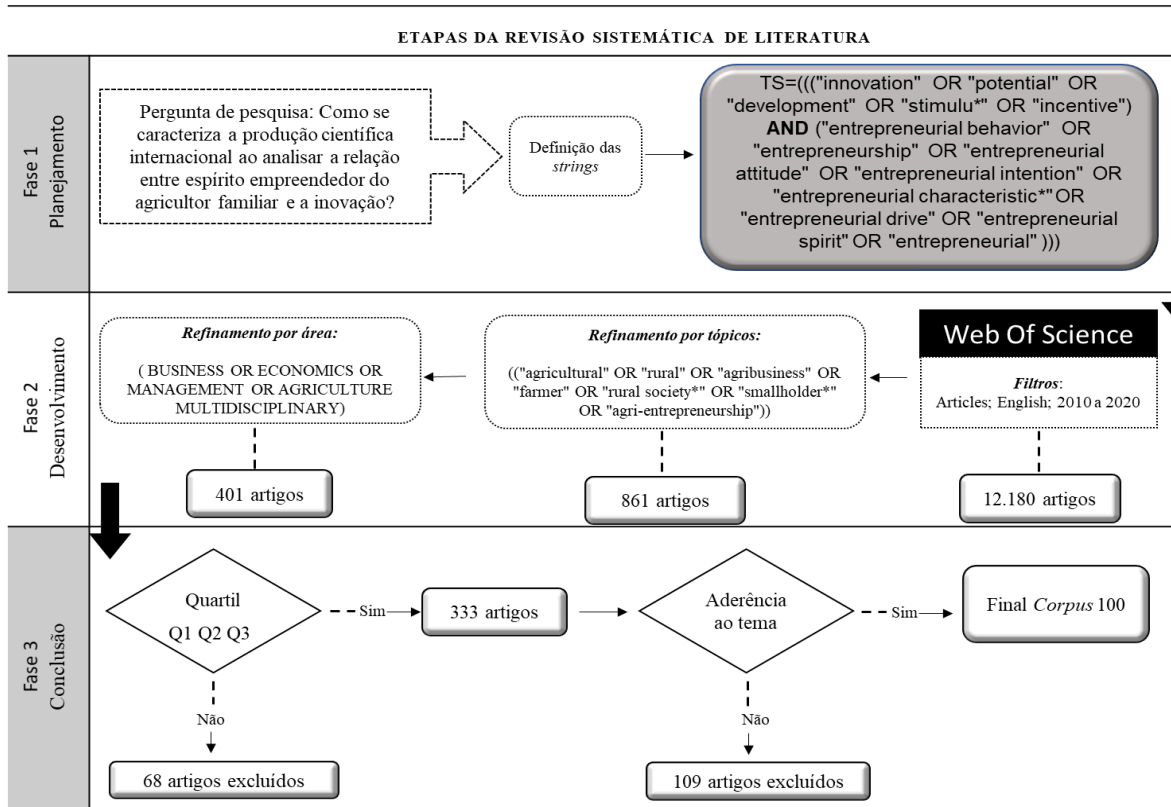 ETAPAS DA REVISÃO SISTEMÁTICA DE LITERATURA
Fase 1
Planejamento
Pergunta de pesquisa: Como se
caracteriza a produção científica
internacional ao analisar a relação
entre espírito empreendedor do
agricultor familiar e a inovação?
Definição das
strings
TS=((("innovation" OR "potential" OR
"development" OR "stimulu*" OR "incentive")
AND ("entrepreneurial behavior" OR
"entrepreneurship" OR "entrepreneurial
attitude" OR "entrepreneurial intention" OR
"entrepreneurial characteristic*" OR
"entrepreneurial drive" OR "entrepreneurial
spirit" OR "entrepreneurial" )))
Fase 2
Desenvolvimento
Refinamento por área:
( BUSINESS OR ECONOMICS OR
MANAGEMENT OR AGRICULTURE
MULTIDISCIPLINARY)
401 artigos
Refinamento por tópicos:
(("agricultural" OR "rural" OR "agribusiness" OR
"farmer" OR "rural society*" OR "smallholder*"
OR "agri-entrepreneurship"))
861 artigos
Web Of Science
Filtros:
Articles; English; 2010 a 2020
12.180 artigos
Fase 3
Conclusão
Quartil
Q1 Q2 Q3
Sim
333 artigos
Aderência
ao tema
Sim
Final Corpus 100
Não
68 artigos excluídos
Não
109 artigos excluídos